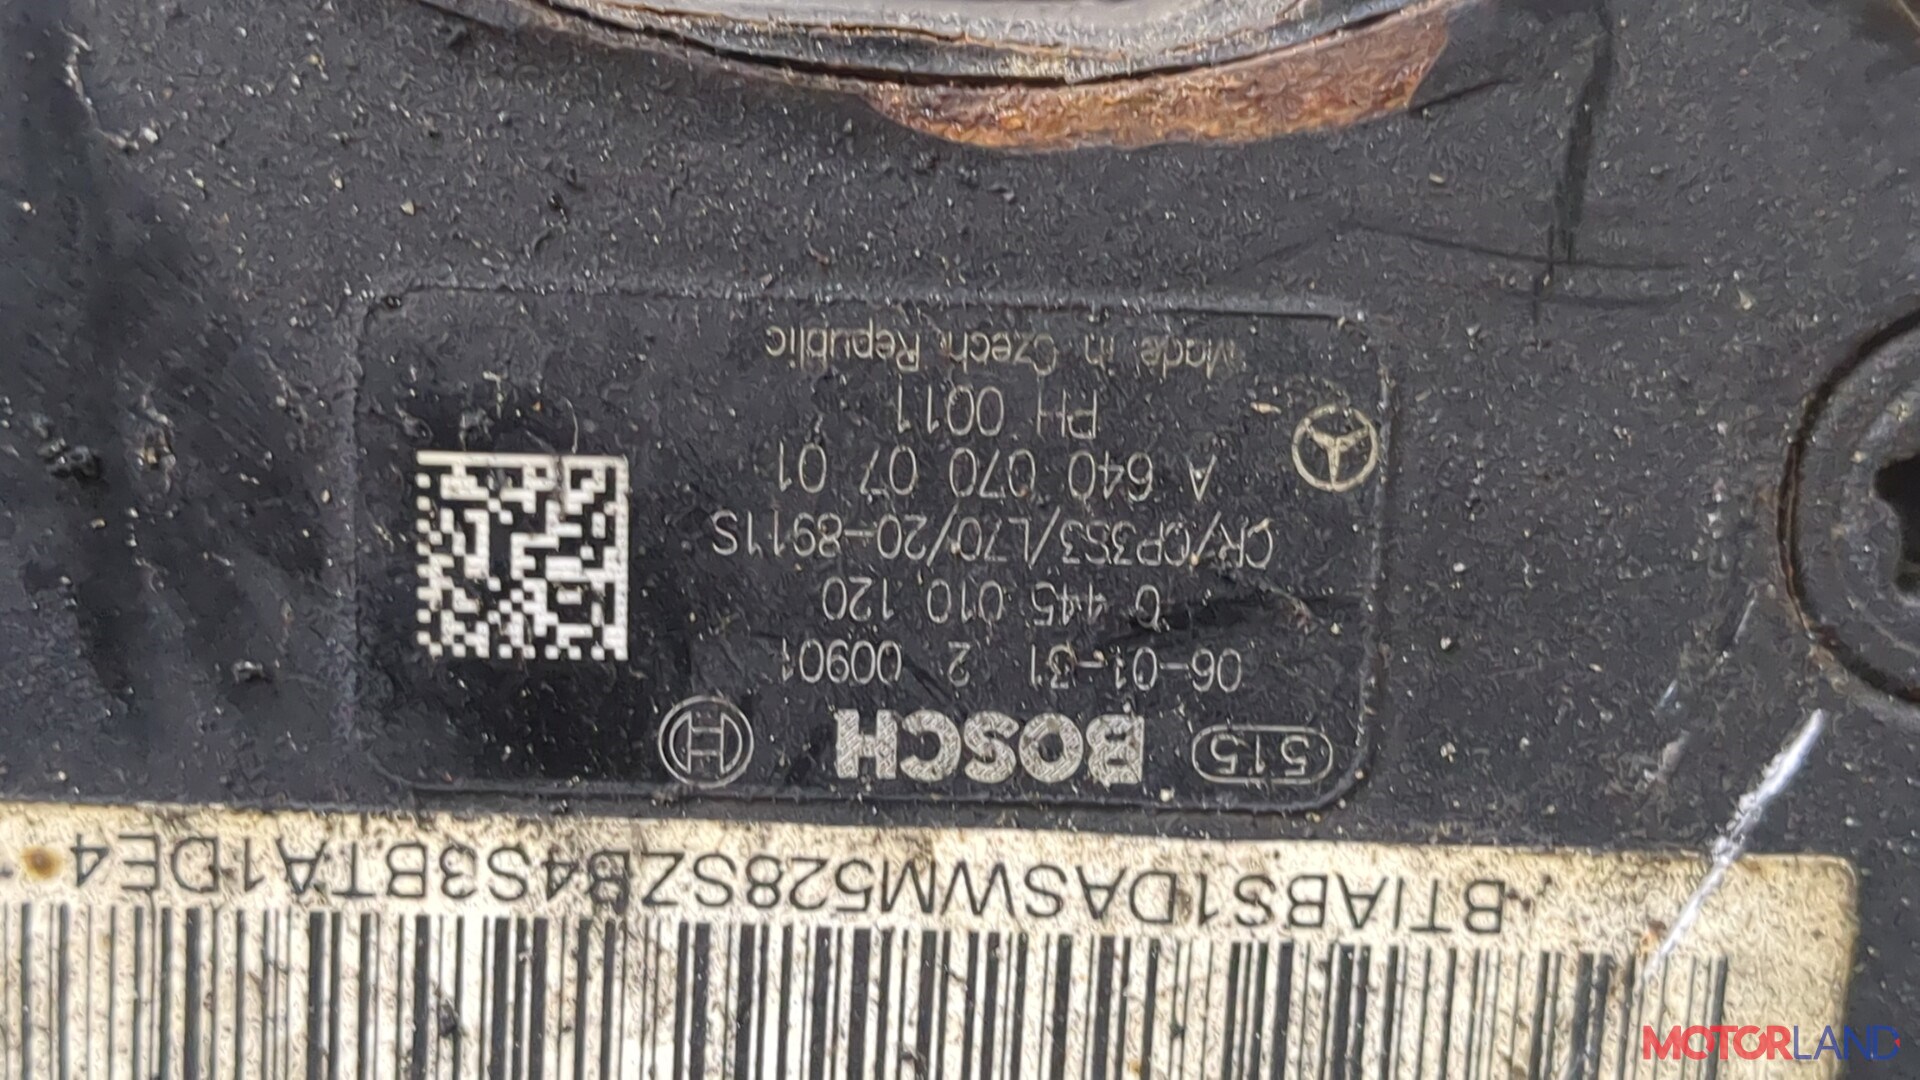 BTIABS1DASWM528SZB4S3BTA1DE4
515 BOSCH
06-01-31 2 00901
0 445 010 120
CR/CP3S3/L70/20-8911S
A 640 070 07 01
PH 0011
Made in Czech Republic
MOTORLAND